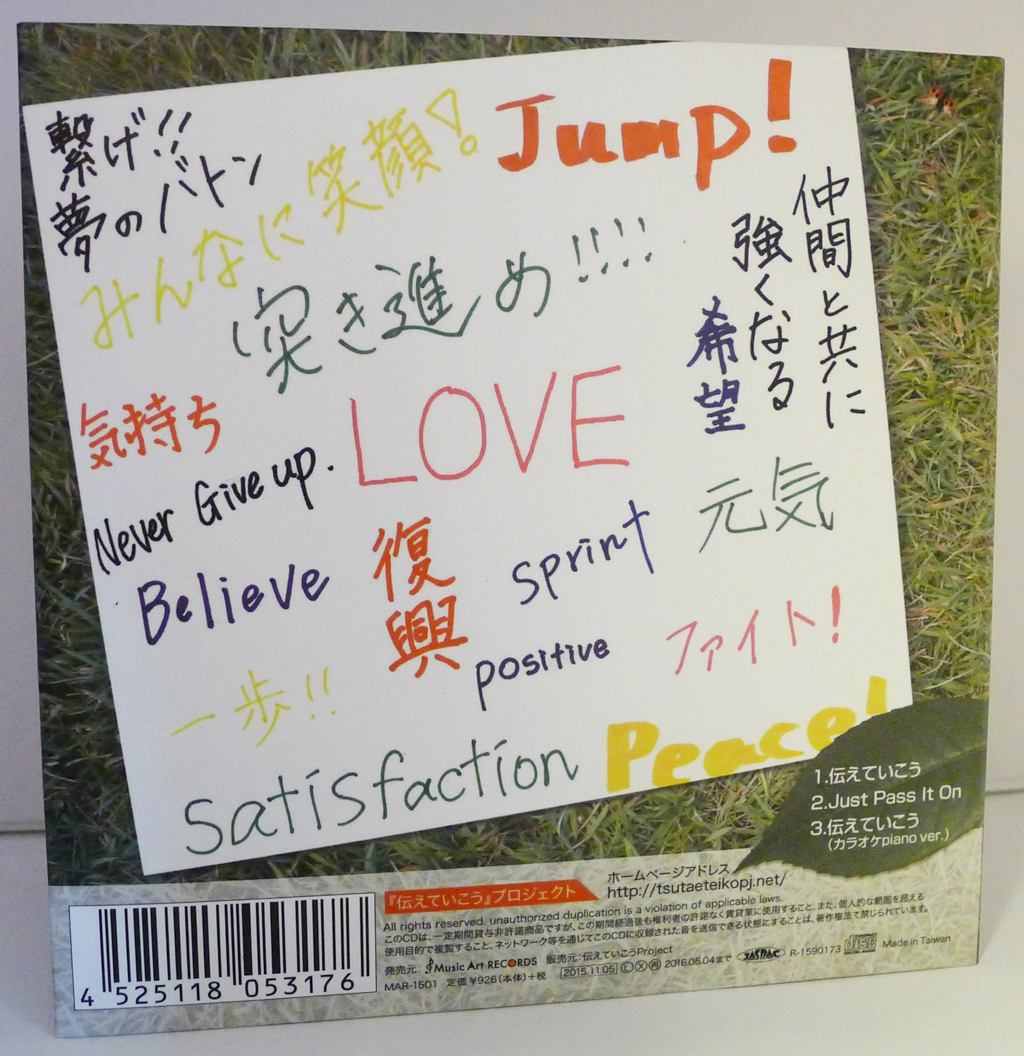 繋げ!!
夢のバトン
みんなに笑顔!
Jump!
突き進め!!!!
仲間と共に
強くなる
希望
気持ち
LOVE
Never Give up.
元気
Believe
復興
sprint
positive
ファイト!
一歩!!
Satisfaction
Peace!
1.伝えていこう
2.Just Pass It On
3.伝えていこう
(カラオケpiano ver.)
『伝えていこう』プロジェクト
ホームページアドレス
http://tsutaeteikopj.net/
All rights reserved. unauthorized duplication is a violation of applicable laws.
このCDは、一定期間貸与非許諾商品ですが、この期間経過後も権利者の許諾なく賃貸業に使用すること、また、個人的な範囲を超える
使用目的で複製すること、ネットワーク等を通じてこのCDに収録された音を送信できる状態にすることは、著作権法で禁じられています。
発売元: Music Art RECORDS 販売元:伝えていこうProject
MAR-1501 定価¥926(本体)+税 2015.11.05 L X 再 2016.05.04まで JASRAC R-1590173 disc Made in Taiwan
4 525118 053176